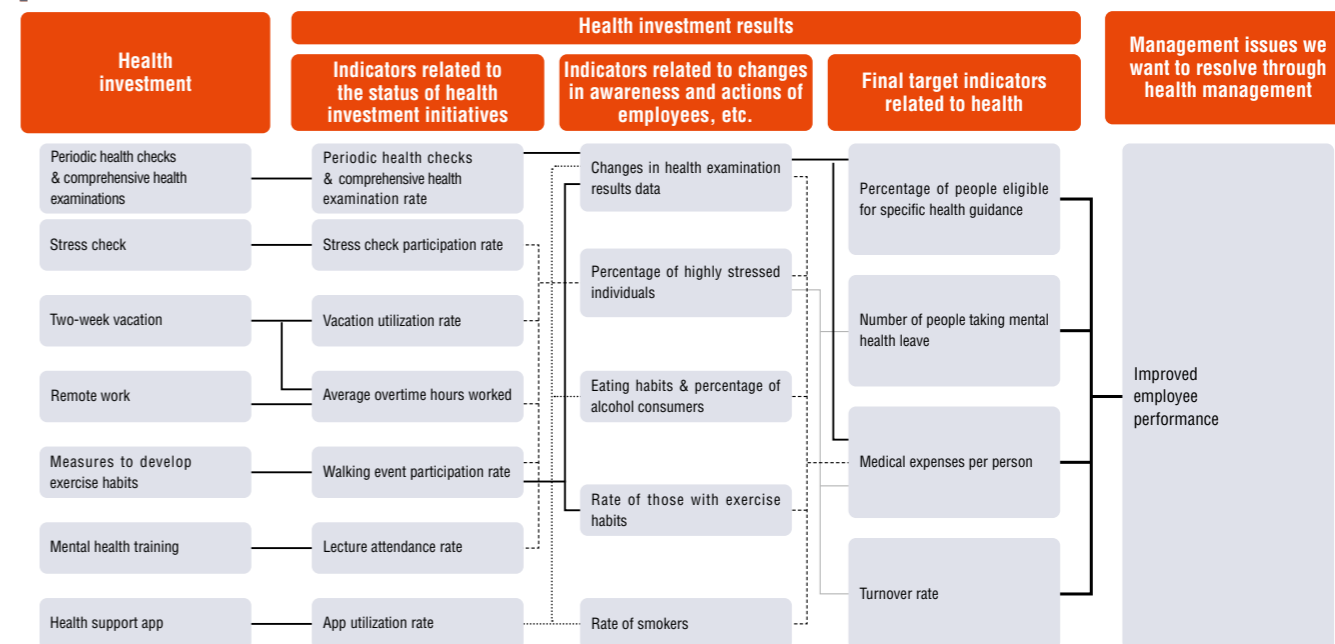 Health
investment
Health investment results
Indicators related to
the status of health
investment initiatives
Indicators related to changes
in awareness and actions of
employees, etc.
Final target indicators
related to health
Management issues we
want to resolve through
health management
Periodic health checks
& comprehensive health
examinations
Stress check
Two-week vacation
Remote work
Measures to develop
exercise habits
Mental health training
Health support app
Periodic health checks
& comprehensive health
examination rate
Stress check participation rate
Vacation utilization rate
Average overtime hours worked
Walking event participation rate
Lecture attendance rate
App utilization rate
Changes in health examination
results data
Percentage of highly stressed
individuals
Eating habits & percentage of
alcohol consumers
Rate of those with exercise
habits
Rate of smokers
Percentage of people eligible
for specific health guidance
Number of people taking mental
health leave
Medical expenses per person
Turnover rate
Improved
employee
performance